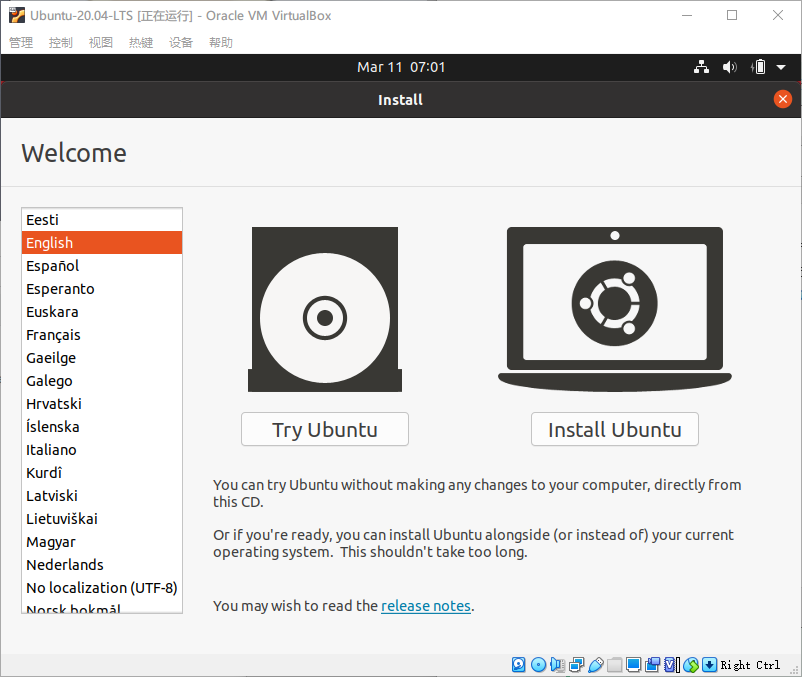 Ubuntu-20.04-LTS [正在运行] - Oracle VM VirtualBox
管理 控制 视图 热键 设备 帮助
Mar 11 07:01
Install
Welcome
Eesti
English
Español
Esperanto
Euskara
Français
Gaeilge
Galego
Hrvatski
Íslenska
Italiano
Kurdî
Latviski
Lietuviškai
Magyar
Nederlands
No localization (UTF-8)
Norsk bokmål
Try Ubuntu
Install Ubuntu
You can try Ubuntu without making any changes to your computer, directly from
this CD.
Or if you're ready, you can install Ubuntu alongside (or instead of) your current
operating system. This shouldn't take too long.
You may wish to read the release notes.
Right Ctrl